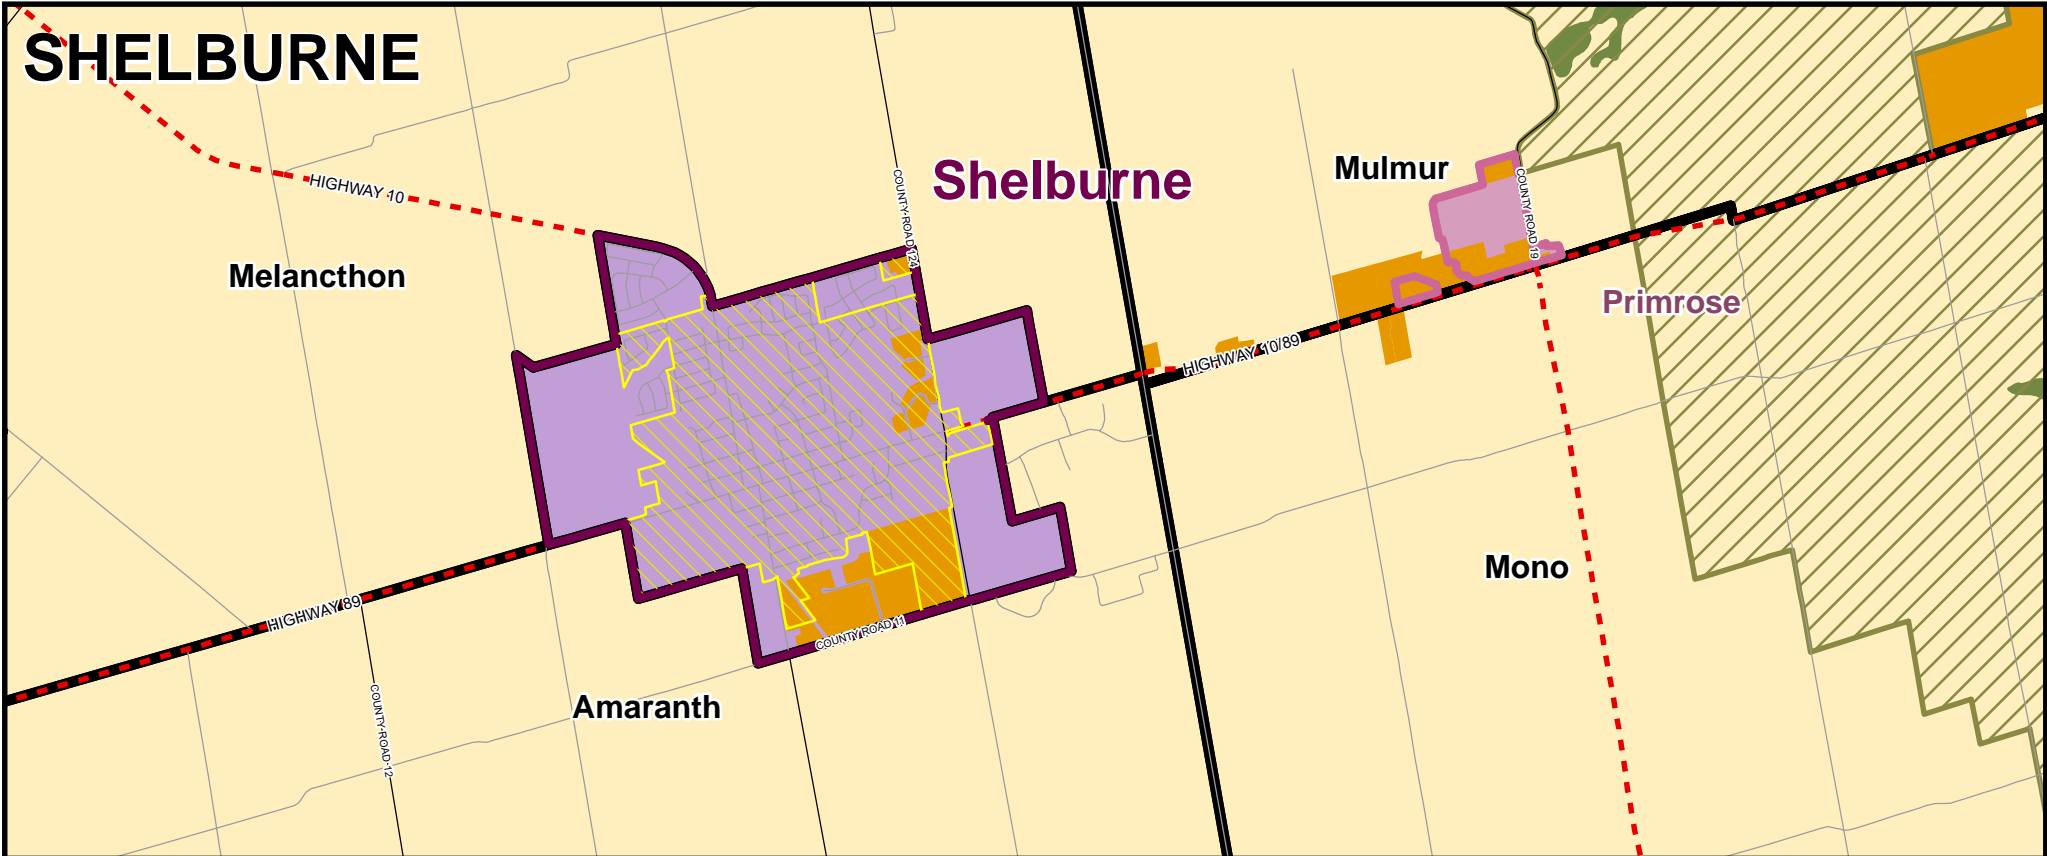 SHELBURNE
HIGHWAY 10
COUNTY ROAD 124
Shelburne
Mulmur
COUNTY ROAD 19
Melancthon
Primrose
HIGHWAY 10/89
Mono
HIGHWAY 89
COUNTY ROAD 11
COUNTY ROAD 12
Amaranth